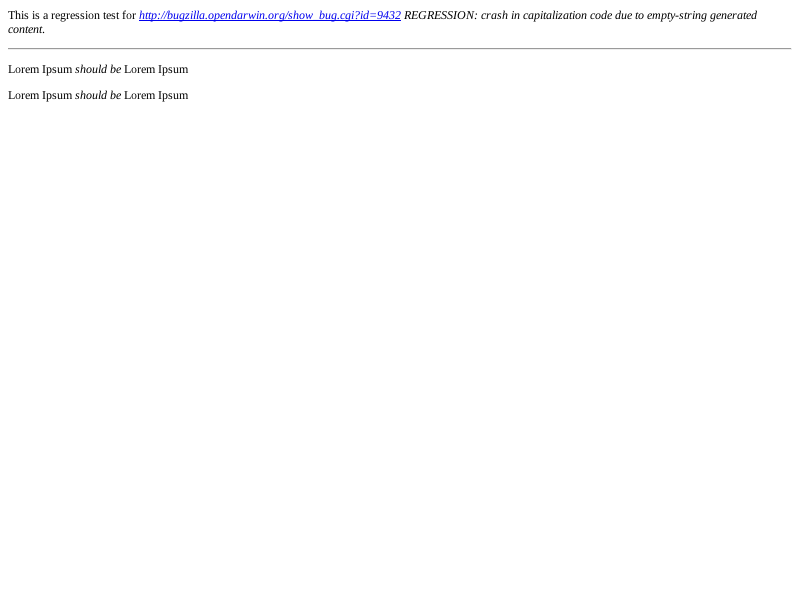 This is a regression test for http://bugzilla.opendarwin.org/show_bug.cgi?id=9432 REGRESSION: crash in capitalization code due to empty-string generated
content.
Lorem Ipsum should be Lorem Ipsum
Lorem Ipsum should be Lorem Ipsum